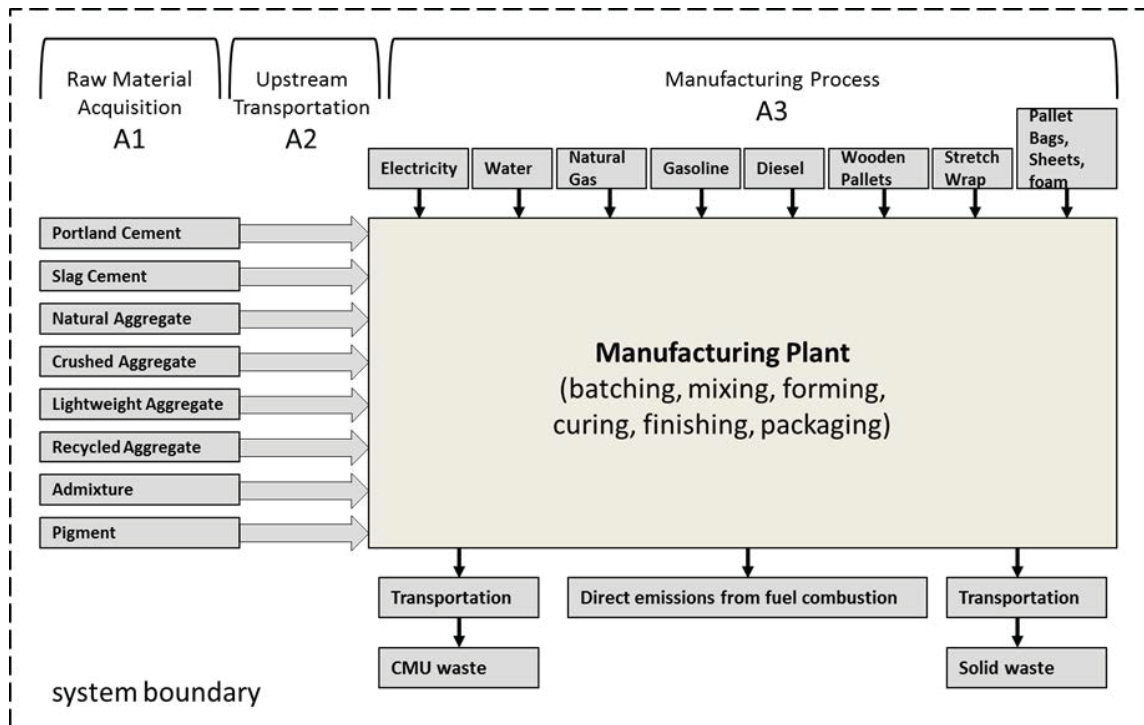 Raw Material
Acquisition
A1
Upstream
Transportation
A2
Manufacturing Process
A3
Electricity
Water
Natural
Gas
Gasoline
Diesel
Wooden
Pallets
Stretch
Wrap
Pallet
Bags,
Sheets,
foam
Portland Cement
Slag Cement
Natural Aggregate
Crushed Aggregate
Lightweight Aggregate
Recycled Aggregate
Admixture
Pigment
Manufacturing Plant
(batching, mixing, forming,
curing, finishing, packaging)
Transportation
Direct emissions from fuel combustion
Transportation
CMU waste
Solid waste
system boundary